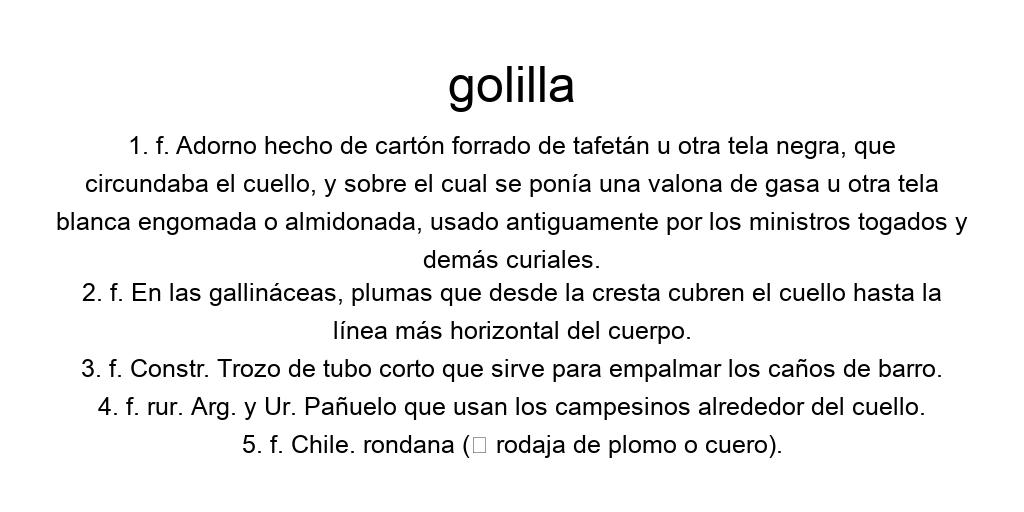 golilla
1. f. Adorno hecho de cartón forrado de tafetán u otra tela negra, que
circundaba el cuello, y sobre el cual se ponía una valona de gasa u otra tela
blanca engomada o almidonada, usado antiguamente por los ministros togados y
demás curiales.
2. f. En las gallináceas, plumas que desde la cresta cubren el cuello hasta la
línea más horizontal del cuerpo.
3. f. Constr. Trozo de tubo corto que sirve para empalmar los caños de barro.
4. f. rur. Arg. y Ur. Pañuelo que usan los campesinos alrededor del cuello.
5. f. Chile. rondana (▯ rodaja de plomo o cuero).